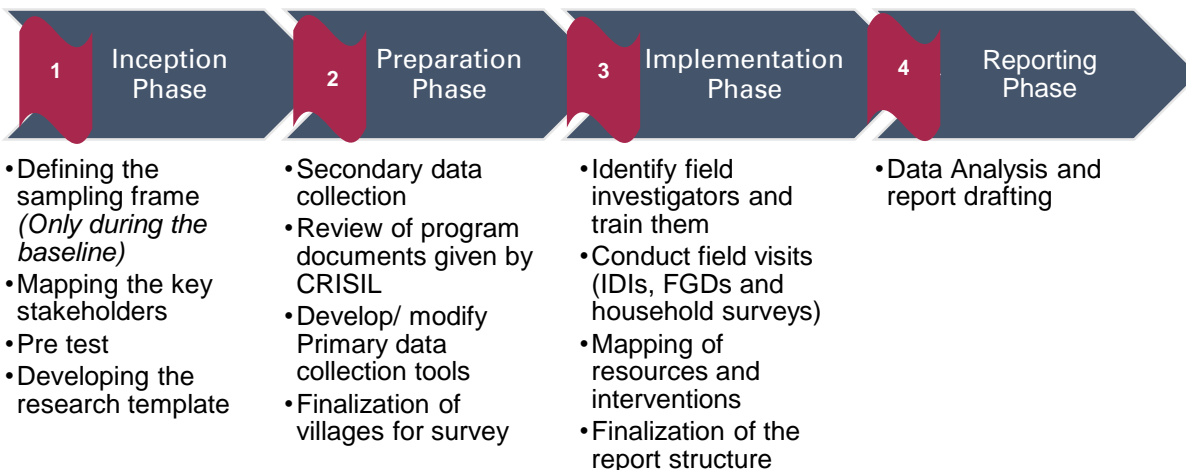 1
Inception
Phase
•Defining the
sampling frame
(Only during the
baseline)
•Mapping the key
stakeholders
•Pre test
•Developing the
research template
2
Preparation
Phase
•Secondary data
collection
•Review of program
documents given by
CRISIL
•Develop/ modify
Primary data
collection tools
•Finalization of
villages for survey
3
Implementation
Phase
•Identify field
investigators and
train them
•Conduct field visits
(IDIs, FGDs and
household surveys)
•Mapping of
resources and
interventions
•Finalization of the
report structure
4
Reporting
Phase
•Data Analysis and
report drafting